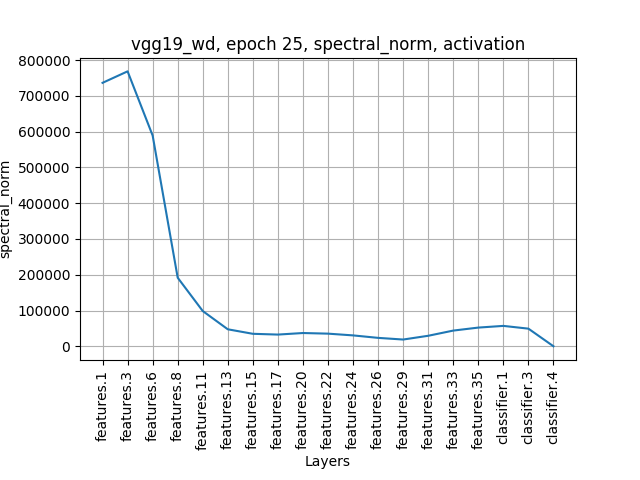 vgg19_wd, epoch 25, spectral_norm, activation
800000
700000
600000
500000
400000
300000
200000
100000
0
spectral_norm
features.1
features.3
features.6
features.8
features.11
features.13
features.15
features.17
features.20
features.22
features.24
features.26
features.29
features.31
features.33
features.35
classifier.1
classifier.3
classifier.4
Layers